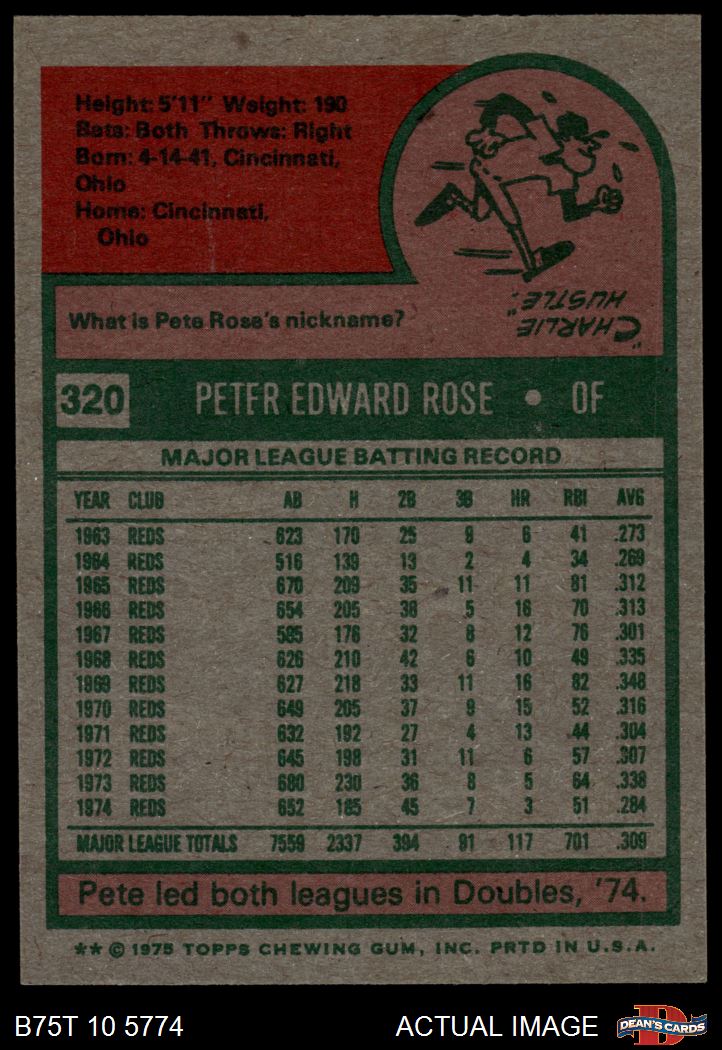 Height: 5'11" Weight: 190
Bats: Both Throws: Right
Born: 4-14-41, Cincinnati,
Ohio
Home: Cincinnati,
Ohio
"CHARLIE
HUSTLE."
What is Pete Rose's nickname?
320 PETER EDWARD ROSE • OF
MAJOR LEAGUE BATTING RECORD
YEAR CLUB AB H 2B 3B HR RBI AVG
1963 REDS 623 170 25 9 6 41 .273
1964 REDS 516 139 13 2 4 34 .269
1965 REDS 670 209 35 11 11 81 .312
1966 REDS 654 205 38 5 16 70 .313
1967 REDS 585 176 32 8 12 76 .301
1968 REDS 626 210 42 6 10 49 .335
1969 REDS 627 218 33 11 16 82 .348
1970 REDS 649 205 37 9 15 52 .316
1971 REDS 632 192 27 4 13 44 .304
1972 REDS 645 198 31 11 6 57 .307
1973 REDS 680 230 36 8 5 64 .338
1974 REDS 652 185 45 7 3 51 .284
MAJOR LEAGUE TOTALS 7559 2337 394 91 117 701 .309
Pete led both leagues in Doubles, '74.
** © 1975 TOPPS CHEWING GUM, INC. PRTD IN U.S.A.
B75T 10 5774 ACTUAL IMAGE DEAN'S CARDS